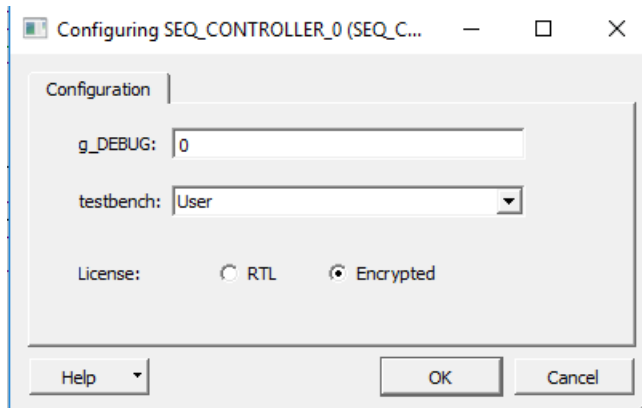 Configuring SEQ_CONTROLLER_0 (SEQ_C...
Configuration
g_DEBUG: 0
testbench: User
License: RTL Encrypted
Help OK Cancel